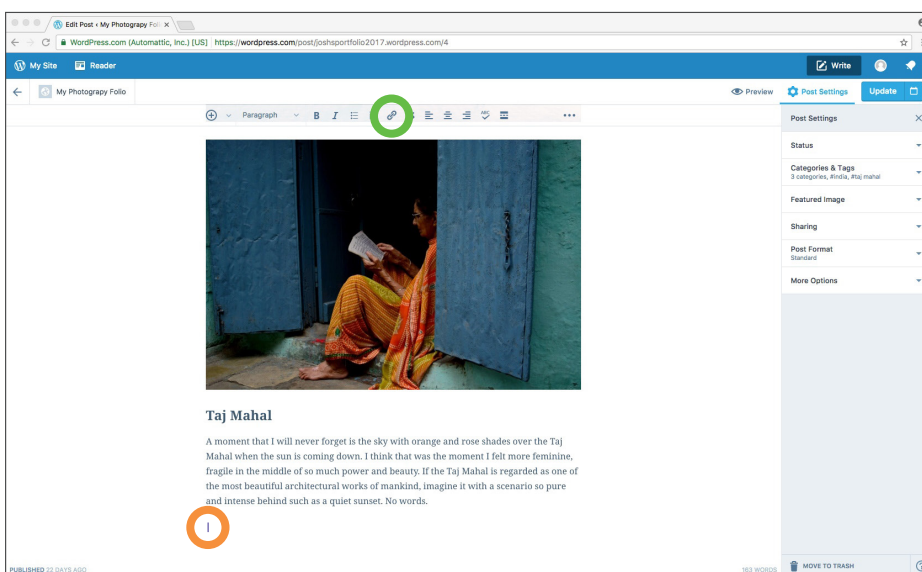 Edit Post ‹ My Photograpy Foli
WordPress.com (Automattic, Inc.) [US] https://wordpress.com/post/joshsportfolio2017.wordpress.com/4
My Site Reader Write
My Photograpy Folio Preview Post Settings Update
Paragraph B I ABC
Post Settings
Status
Categories & Tags
3 categories, #india, #taj mahal
Featured Image
Sharing
Post Format
Standard
More Options
Taj Mahal
A moment that I will never forget is the sky with orange and rose shades over the Taj
Mahal when the sun is coming down. I think that was the moment I felt more feminine,
fragile in the middle of so much power and beauty. If the Taj Mahal is regarded as one of
the most beautiful architectural works of mankind, imagine it with a scenario so pure
and intense behind such as a quiet sunset. No words.
PUBLISHED 22 DAYS AGO 163 WORDS MOVE TO TRASH